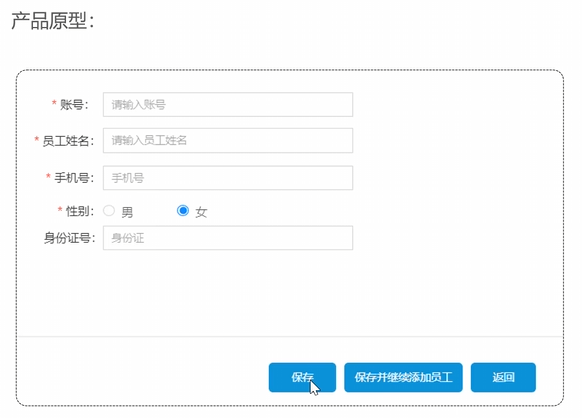 产品原型：
* 账号： 请输入账号
* 员工姓名： 请输入员工姓名
* 手机号： 手机号
* 性别： 男 女
身份证号： 身份证
保存 保存并继续添加员工 返回